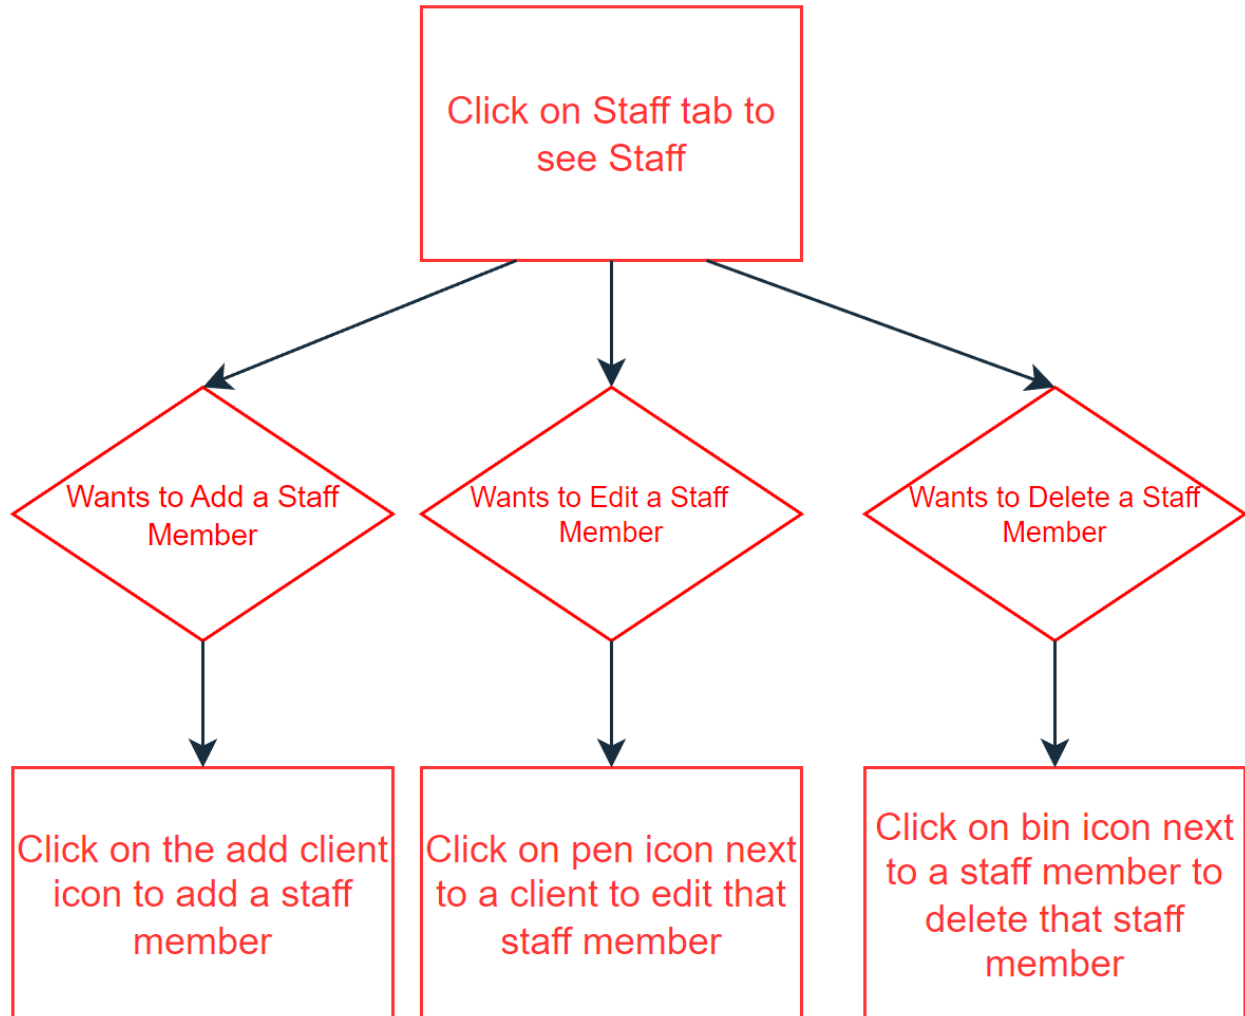 Click on Staff tab to
see Staff
Wants to Add a Staff
Member
Wants to Edit a Staff
Member
Wants to Delete a Staff
Member
Click on the add client
icon to add a staff
member
Click on pen icon next
to a client to edit that
staff member
Click on bin icon next
to a staff member to
delete that staff
member